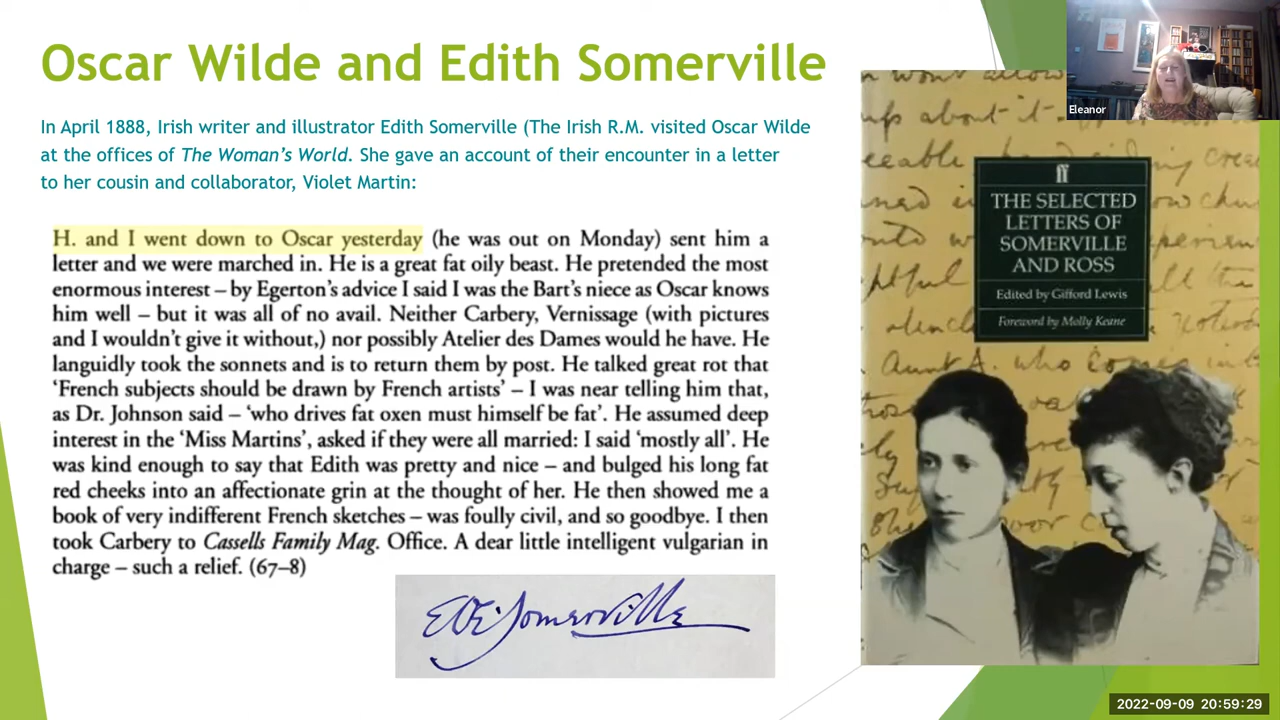 Oscar Wilde and Edith Somerville
In April 1888, Irish writer and illustrator Edith Somerville (The Irish R.M. visited Oscar Wilde
at the offices of The Woman's World. She gave an account of their encounter in a letter
to her cousin and collaborator, Violet Martin:
H. and I went down to Oscar yesterday (he was out on Monday) sent him a
letter and we were marched in. He is a great fat oily beast. He pretended the most
enormous interest – by Egerton's advice I said I was the Bart's niece as Oscar knows
him well – but it was all of no avail. Neither Carbery, Vernissage (with pictures
and I wouldn't give it without,) nor possibly Atelier des Dames would he have. He
languidly took the sonnets and is to return them by post. He talked great rot that
'French subjects should be drawn by French artists' – I was near telling him that,
as Dr. Johnson said – 'who drives fat oxen must himself be fat'. He assumed deep
interest in the 'Miss Martins', asked if they were all married: I said 'mostly all'. He
was kind enough to say that Edith was pretty and nice – and bulged his long fat
red cheeks into an affectionate grin at the thought of her. He then showed me a
book of very indifferent French sketches – was foully civil, and so goodbye. I then
took Carbery to Cassells Family Mag. Office. A dear little intelligent vulgarian in
charge – such a relief. (67–8)
EŒSomerville
ff
THE SELECTED
LETTERS OF
SOMERVILLE
AND ROSS
Edited by Gifford Lewis
Foreword by Molly Keane
won't allow
about it
Aunt A. who comes in
Eleanor
2022-09-09 20:59:29